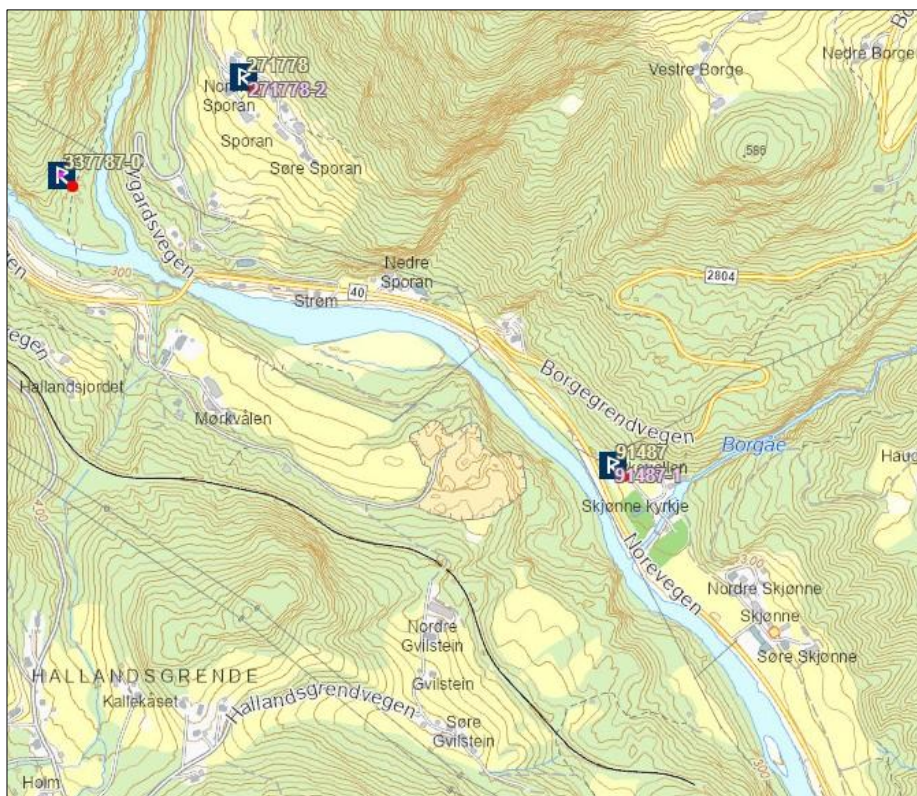 271778
271778-2
Sporan
Sporan
Søre Sporan
Vestre Borge
Nedre Borge
586
337787-0
ygardsvegen
300
Nedre
Sporan
Strøm
40
2804
Hallandsjordet
Mørkvålen
Borgegrendvegen
Borgåe
Haug
91487
91487-1
Skjønne kyrkje
Norevegen
300
Nordre Skjønne
Skjønne
Søre Skjønne
Nordre
Gvilstein
Gvilstein
HALLANDSGRENDE
Kallekåset
Hallandsgrendvegen
Søre
Gvilstein
Holm
300